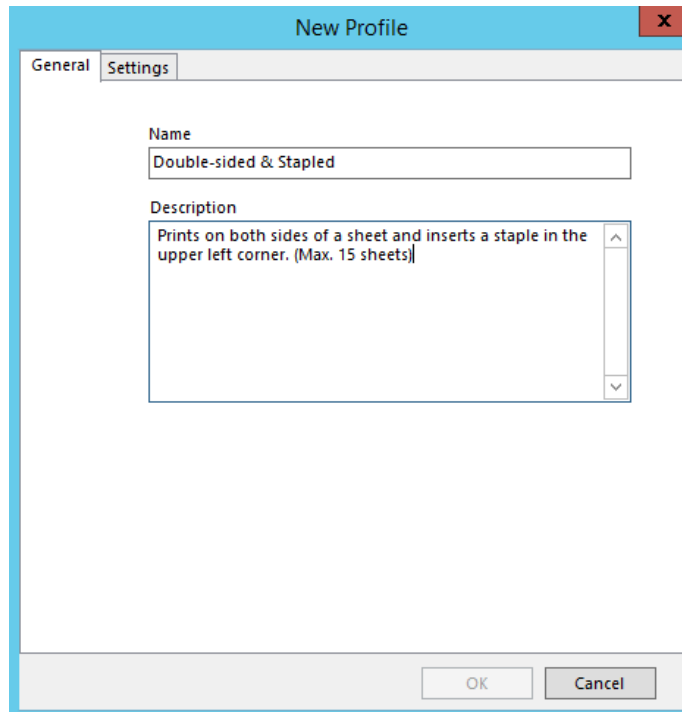 New Profile
x
General
Settings
Name
Double-sided & Stapled
Description
Prints on both sides of a sheet and inserts a staple in the
upper left corner. (Max. 15 sheets)
OK
Cancel